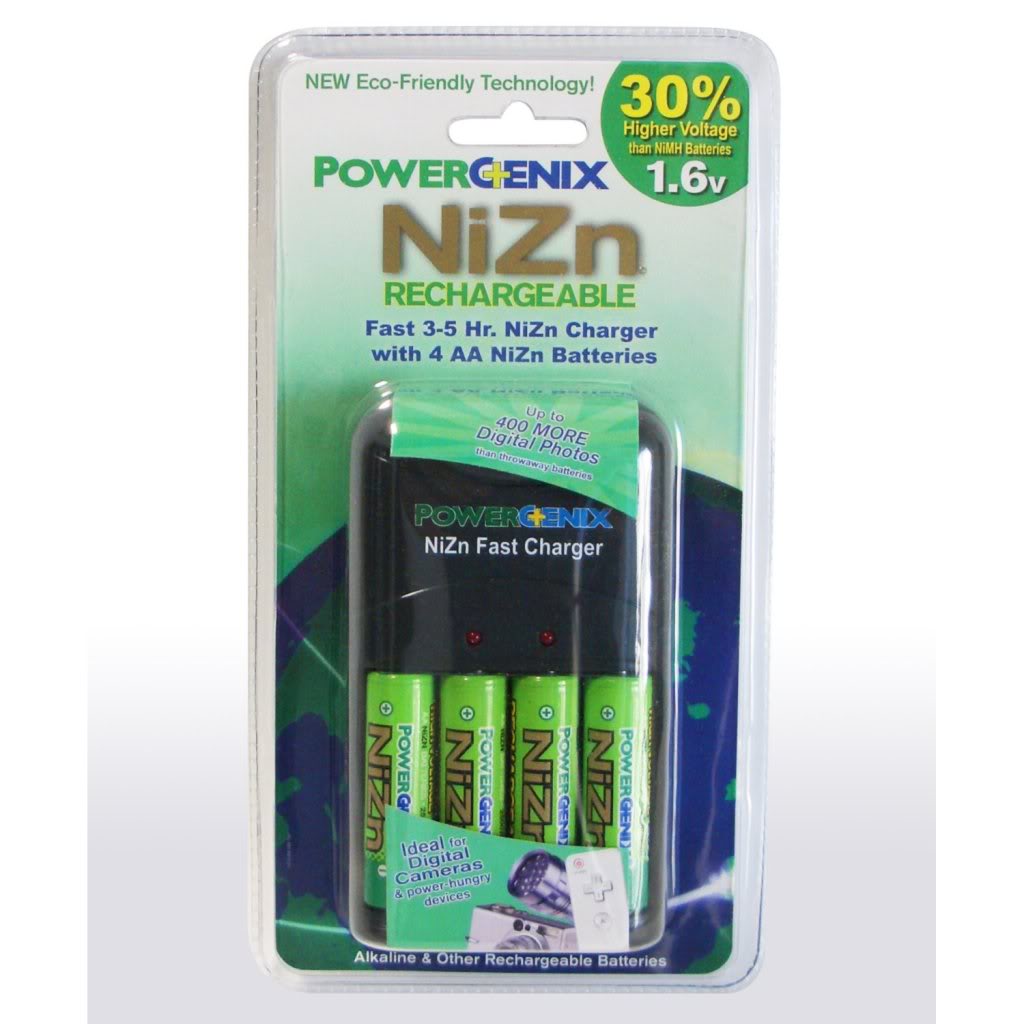 NEW Eco-Friendly Technology!
30%
Higher Voltage
than NiMH Batteries
1.6v
POWERGENIX
NiZn
RECHARGEABLE
Fast 3-5 Hr. NiZn Charger
with 4 AA NiZn Batteries
Up to
400 MORE
Digital Photos
than throwaway batteries
POWERGENIX
NiZn Fast Charger
POWERGENIX
NiZn
AA NiZN
POWERGENIX
NiZn
POWERGENIX
NiZn
POWERGENIX
NiZn
Ideal for
Digital
Cameras
& power-hungry
devices
Alkaline & Other Rechargeable Batteries